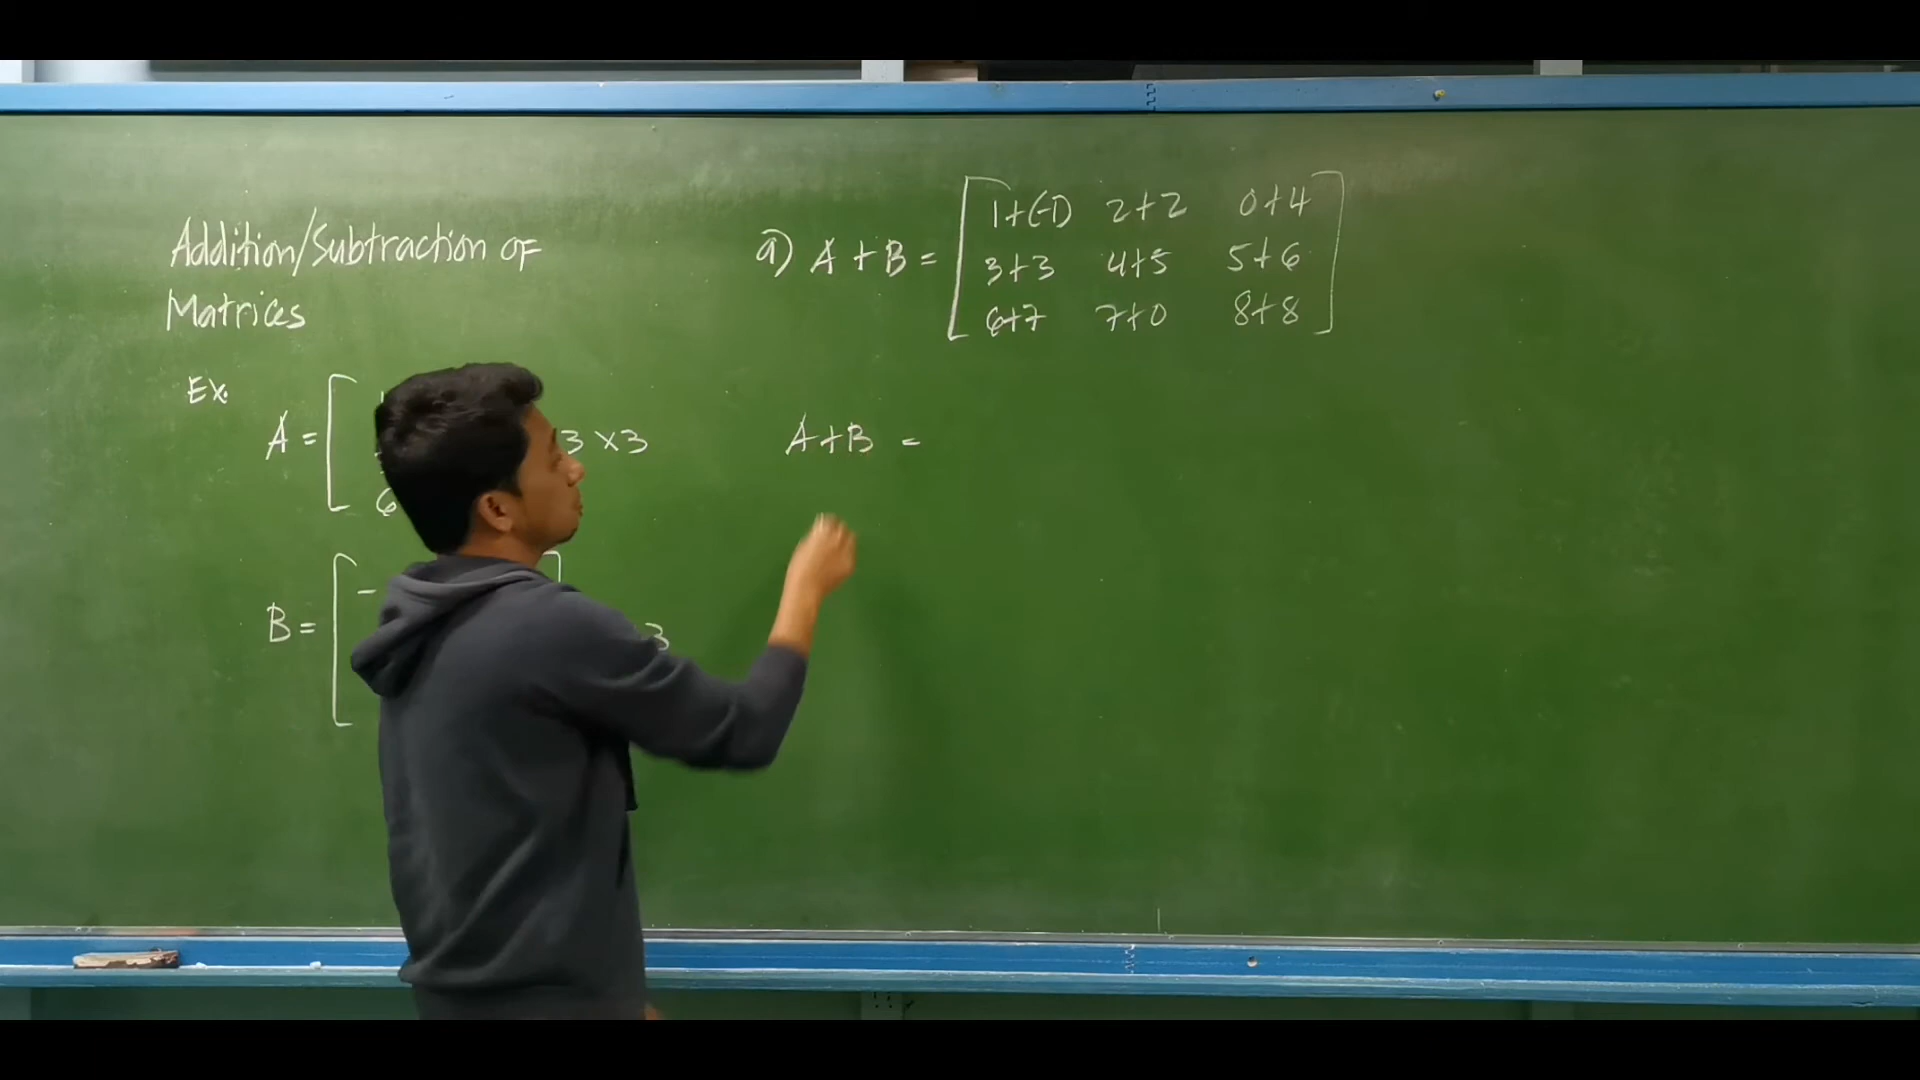 Addition/Subtraction of
Matrices
Ex.
A = [ 6 3 x 3
B = [ - ] 3
a) A + B = [ 1+(-1) 2+2 0+4
3+3 4+5 5+6
6+7 7+0 8+8 ]
A+B =